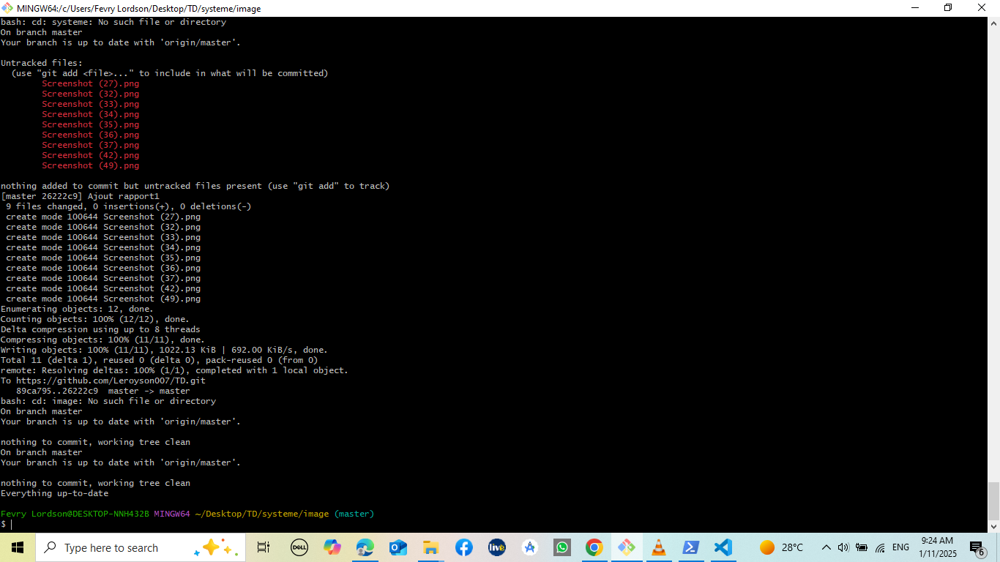 MINGW64:/c/Users/Fevry Lordson/Desktop/TD/systeme/image
bash: cd: systeme: No such file or directory
On branch master
Your branch is up to date with 'origin/master'.
Untracked files:
(use "git add <file>..." to include in what will be committed)
Screenshot (27).png
Screenshot (32).png
Screenshot (33).png
Screenshot (34).png
Screenshot (35).png
Screenshot (36).png
Screenshot (37).png
Screenshot (42).png
Screenshot (49).png
nothing added to commit but untracked files present (use "git add" to track)
[master 26222c9] Ajout rapport1
9 files changed, 0 insertions(+), 0 deletions(-)
create mode 100644 Screenshot (27).png
create mode 100644 Screenshot (32).png
create mode 100644 Screenshot (33).png
create mode 100644 Screenshot (34).png
create mode 100644 Screenshot (35).png
create mode 100644 Screenshot (36).png
create mode 100644 Screenshot (37).png
create mode 100644 Screenshot (42).png
create mode 100644 Screenshot (49).png
Enumerating objects: 12, done.
Counting objects: 100% (12/12), done.
Delta compression using up to 8 threads
Compressing objects: 100% (11/11), done.
Writing objects: 100% (11/11), 1022.13 KiB | 692.00 KiB/s, done.
Total 11 (delta 1), reused 0 (delta 0), pack-reused 0 (from 0)
remote: Resolving deltas: 100% (1/1), completed with 1 local object.
To https://github.com/Leroyson007/TD.git
89ca795..26222c9  master -> master
bash: cd: image: No such file or directory
On branch master
Your branch is up to date with 'origin/master'.
nothing to commit, working tree clean
On branch master
Your branch is up to date with 'origin/master'.
nothing to commit, working tree clean
Everything up-to-date
Fevry Lordson@DESKTOP-NNH432B MINGW64 ~/Desktop/TD/systeme/image (master)
$
Type here to search
DELL
live
28°C
ENG
9:24 AM
1/11/2025
6